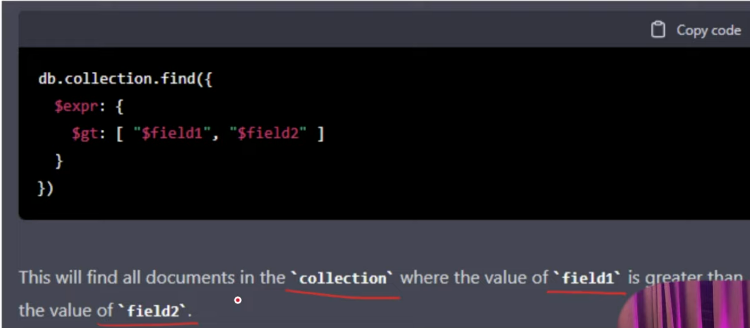 Copy code
db.collection.find({
$expr: {
$gt: [ "$field1", "$field2" ]
}
})
This will find all documents in the `collection` where the value of `field1` is greater than
the value of `field2`.